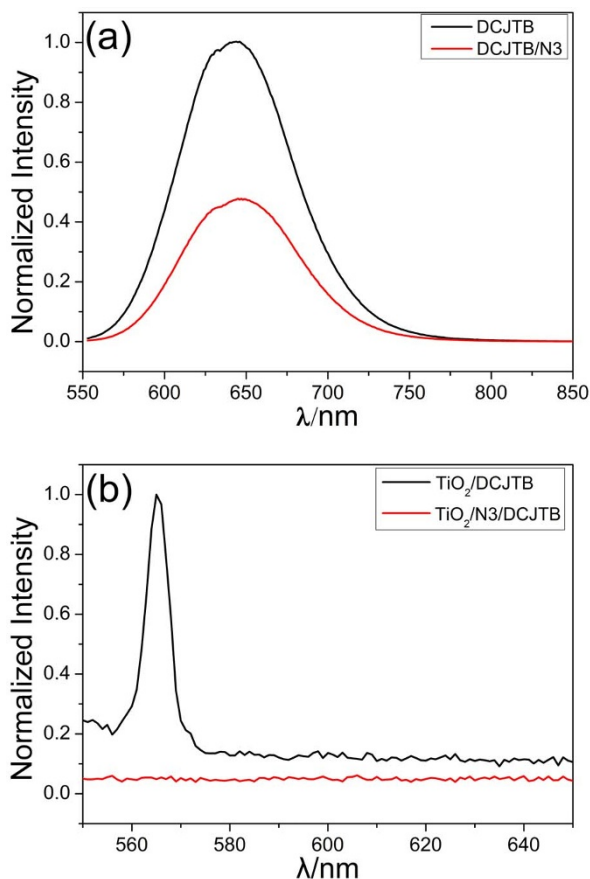 (a)
DCJTB
DCJTB/N3
Normalized Intensity
1.0
0.8
0.6
0.4
0.2
0.0
550 600 650 700 750 800 850
λ/nm
(b)
TiO₂/DCJTB
TiO₂/N3/DCJTB
Normalized Intensity
1.0
0.8
0.6
0.4
0.2
0.0
560 580 600 620 640
λ/nm